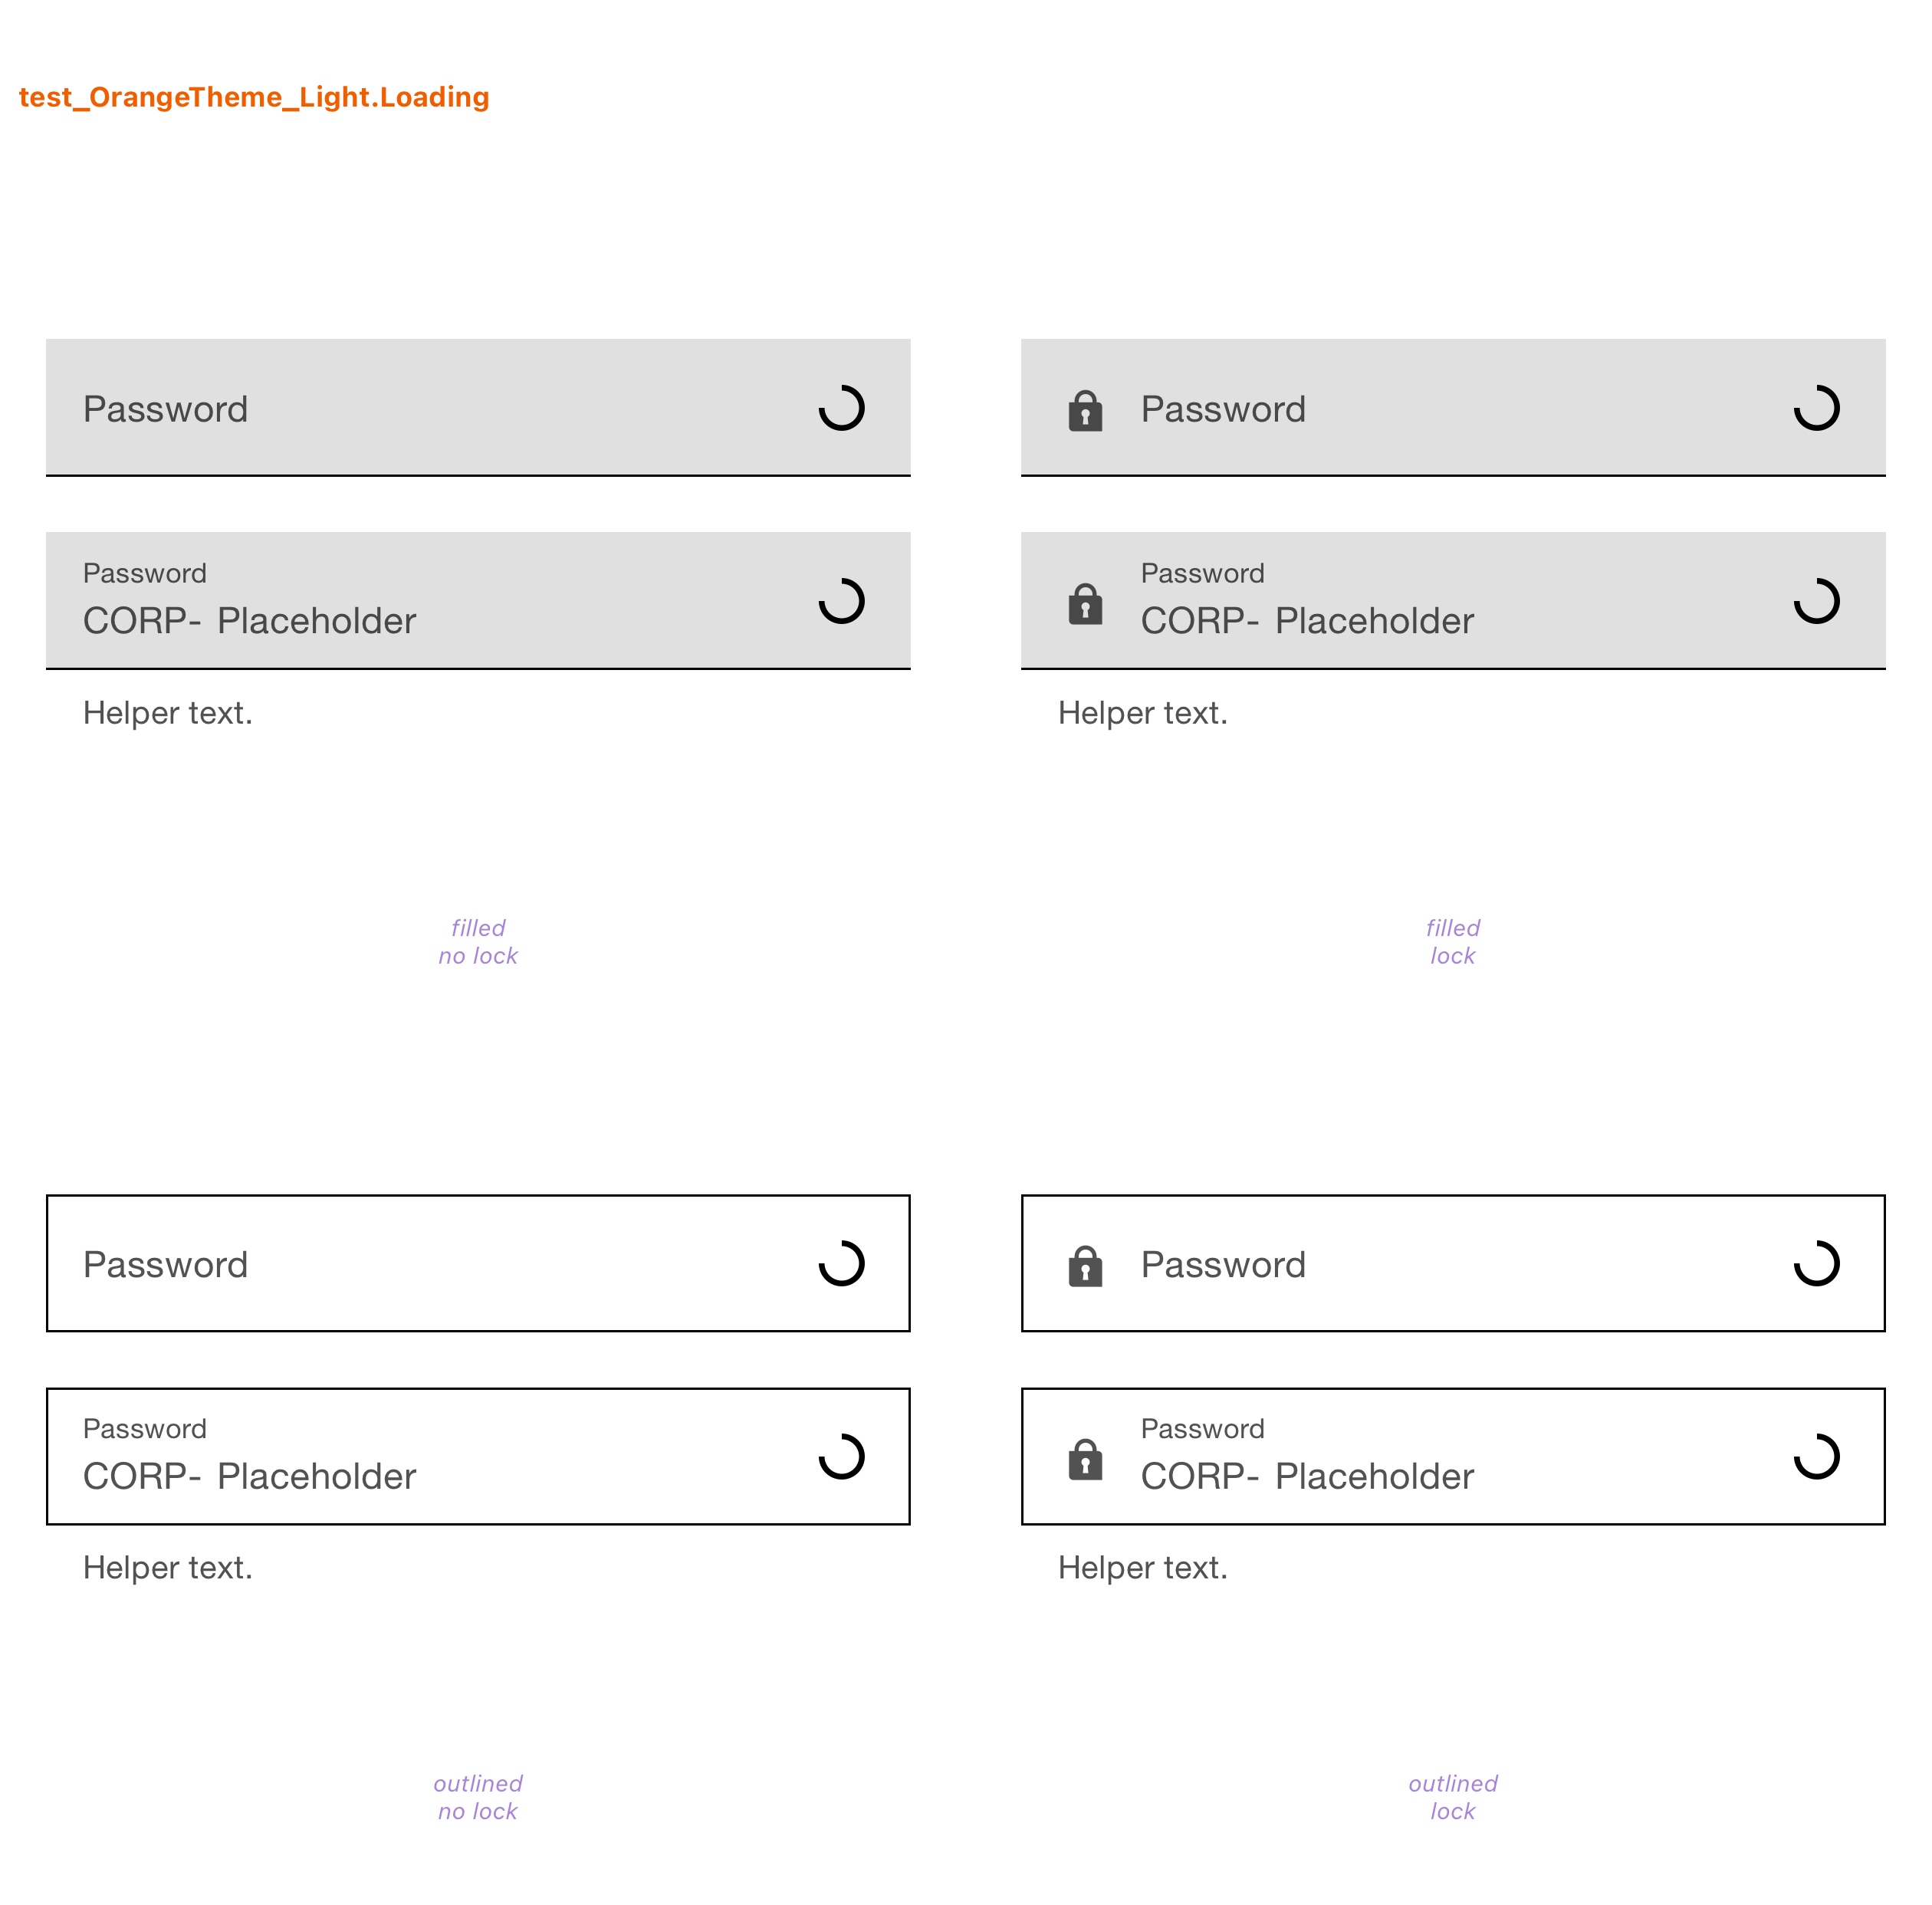 test_OrangeTheme_Light.Loading
Password
Password
CORP- Placeholder
Helper text.
filled
no lock
Password
Password
CORP- Placeholder
Helper text.
filled
lock
Password
Password
CORP- Placeholder
Helper text.
outlined
no lock
Password
Password
CORP- Placeholder
Helper text.
outlined
lock